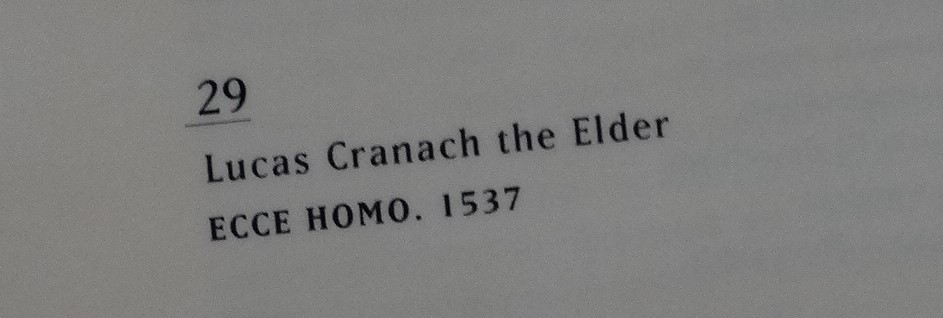 29
Lucas Cranach the Elder
ECCE HOMO. 1537